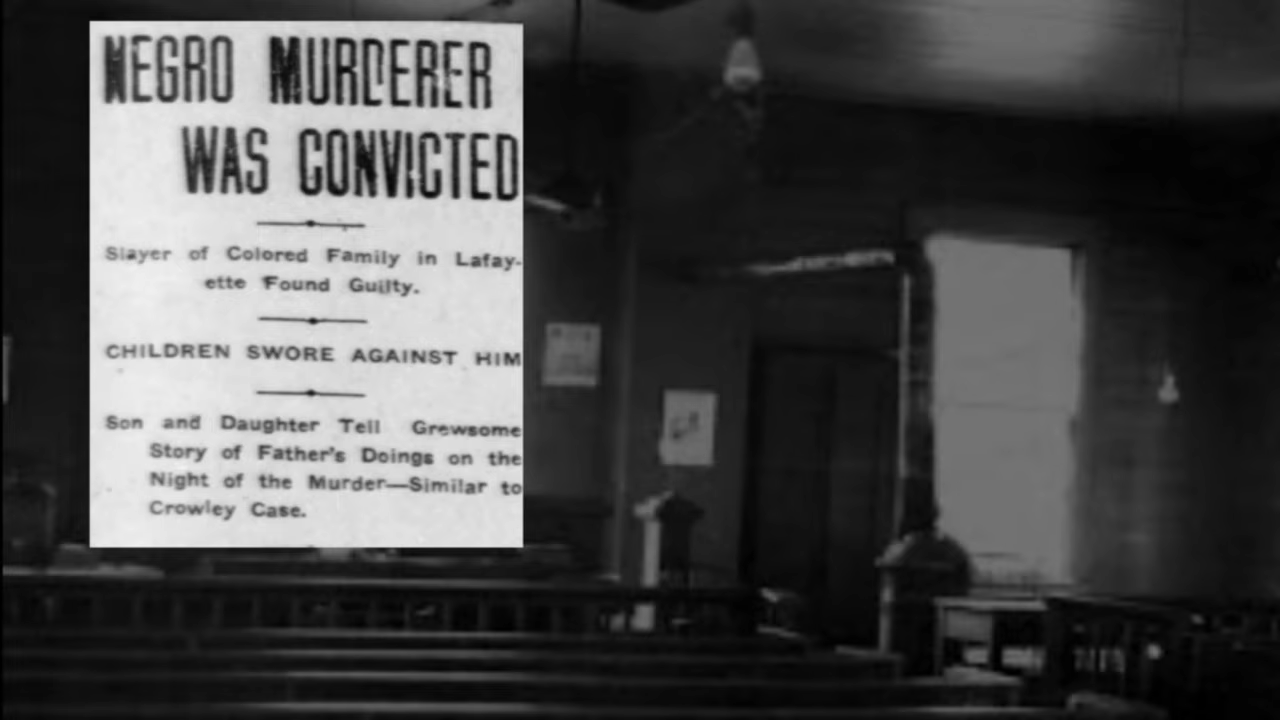 NEGRO MURDERER
WAS CONVICTED
Slayer of Colored Family in Lafay-
ette Found Guilty.
CHILDREN SWORE AGAINST HIM
Son and Daughter Tell Grewsome
Story of Father's Doings on the
Night of the Murder—Similar to
Crowley Case.